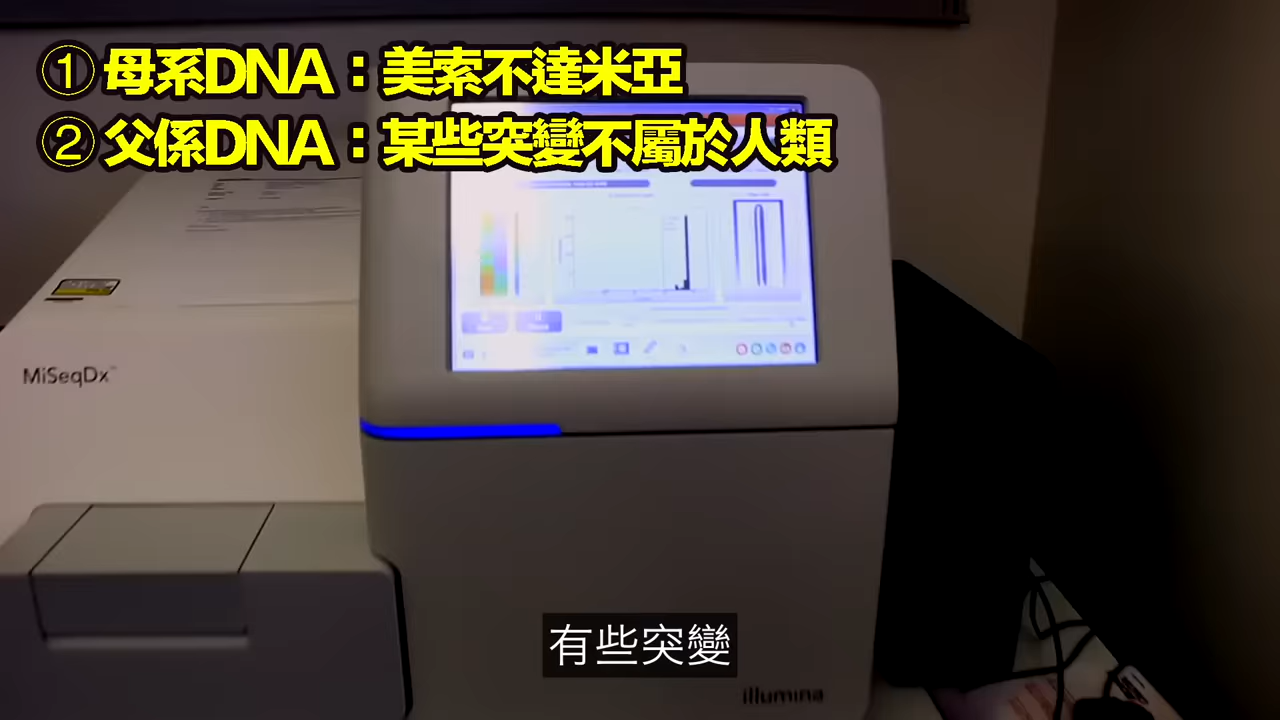 ① 母系DNA：美索不達米亞
② 父係DNA：某些突變不屬於人類
MiSeqDx™
有些突變
illumina